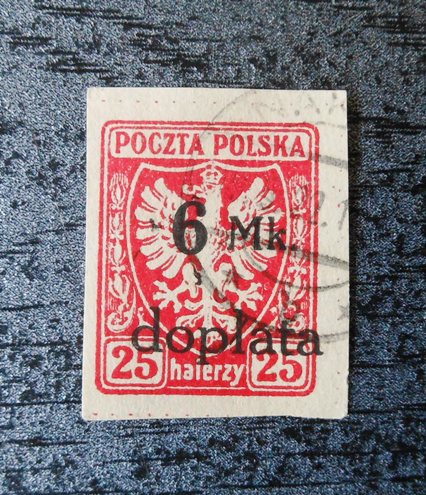 POCZTA POLSKA
6 Mk.
dopłata
25 halerzy 25